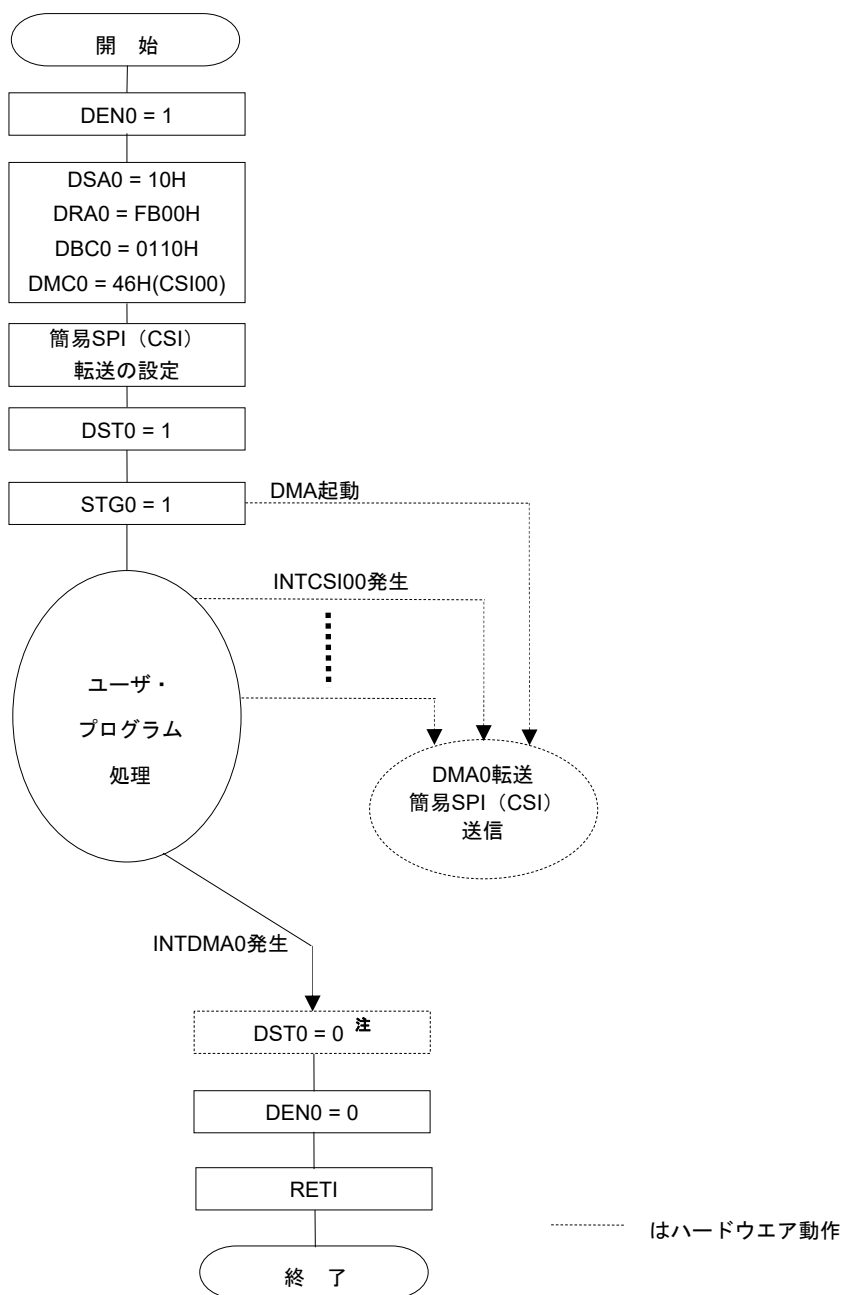 開 始
DEN0 = 1
DSA0 = 10H
DRA0 = FB00H
DBC0 = 0110H
DMC0 = 46H(CSI00)
簡易SPI（CSI）
転送の設定
DST0 = 1
STG0 = 1
DMA起動
INTCSI00発生
ユーザ・
プログラム
処理
DMA0転送
簡易SPI（CSI）
送信
INTDMA0発生
DST0 = 0 注
DEN0 = 0
RETI
はハードウエア動作
終 了